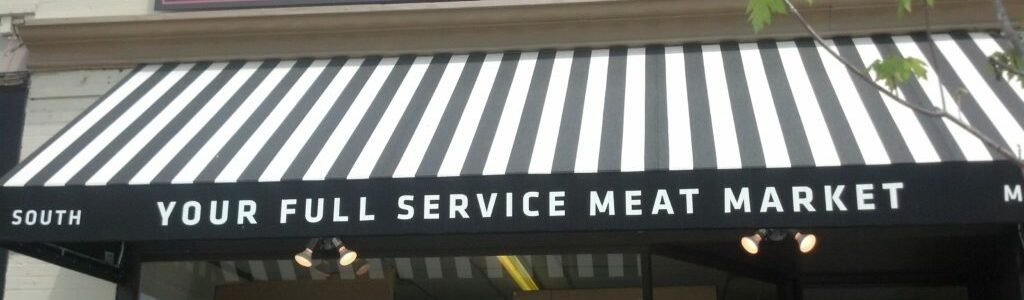 SOUTH
YOUR FULL SERVICE MEAT MARKET